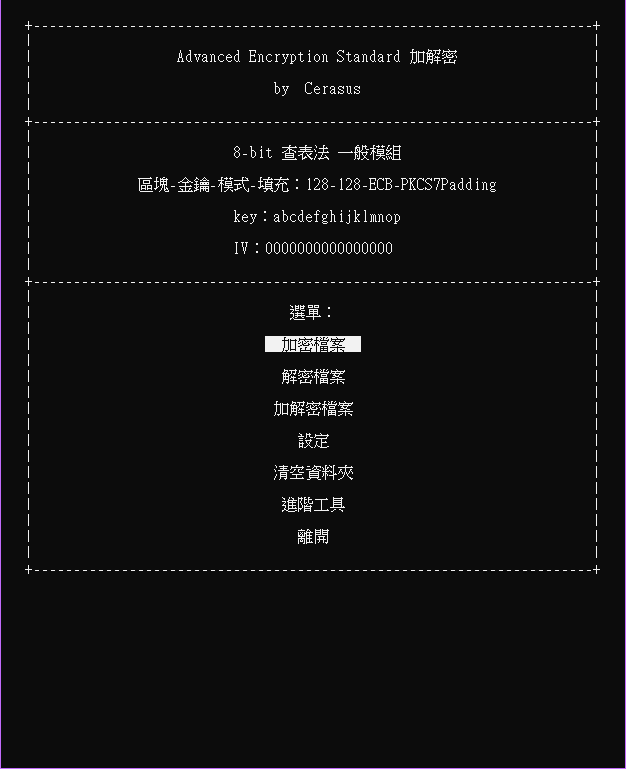 Advanced Encryption Standard 加解密
by Cerasus
8-bit 查表法 一般模組
區塊-金鑰-模式-填充：128-128-ECB-PKCS7Padding
key：abcdefghijklmnop
IV：0000000000000000
選單：
加密檔案
解密檔案
加解密檔案
設定
清空資料夾
進階工具
離開